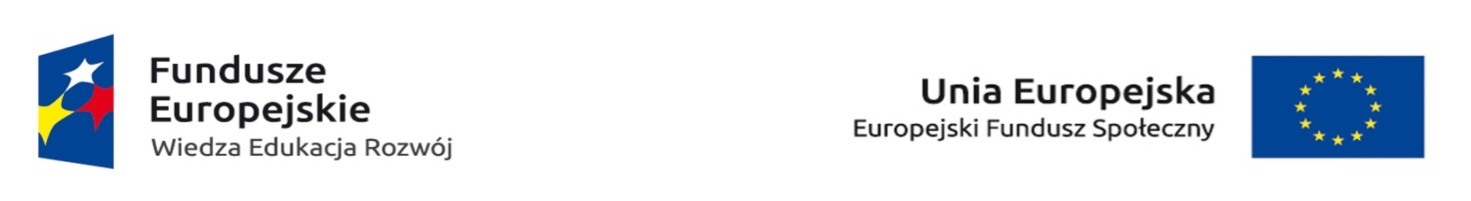 Fundusze
Europejskie
Wiedza Edukacja Rozwój
Unia Europejska
Europejski Fundusz Społeczny